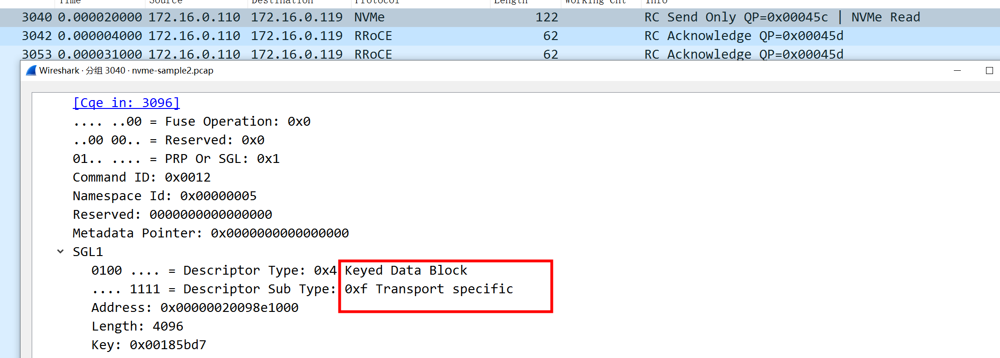 Time Source Destination Protocol Length Working Cnt Info
3040 0.000020000 172.16.0.110 172.16.0.119 NVMe 122 RC Send Only QP=0x00045c | NVMe Read
3042 0.000004000 172.16.0.110 172.16.0.119 RRoCE 62 RC Acknowledge QP=0x00045d
3053 0.000031000 172.16.0.110 172.16.0.119 RRoCE 62 RC Acknowledge QP=0x00045d
Wireshark · 分组 3040 · nvme-sample2.pcap
[Cqe in: 3096]
.... ..00 = Fuse Operation: 0x0
..00 00.. = Reserved: 0x0
01.. .... = PRP Or SGL: 0x1
Command ID: 0x0012
Namespace Id: 0x00000005
Reserved: 0000000000000000
Metadata Pointer: 0x0000000000000000
SGL1
0100 .... = Descriptor Type: 0x4 Keyed Data Block
.... 1111 = Descriptor Sub Type: 0xf Transport specific
Address: 0x00000020098e1000
Length: 4096
Key: 0x00185bd7